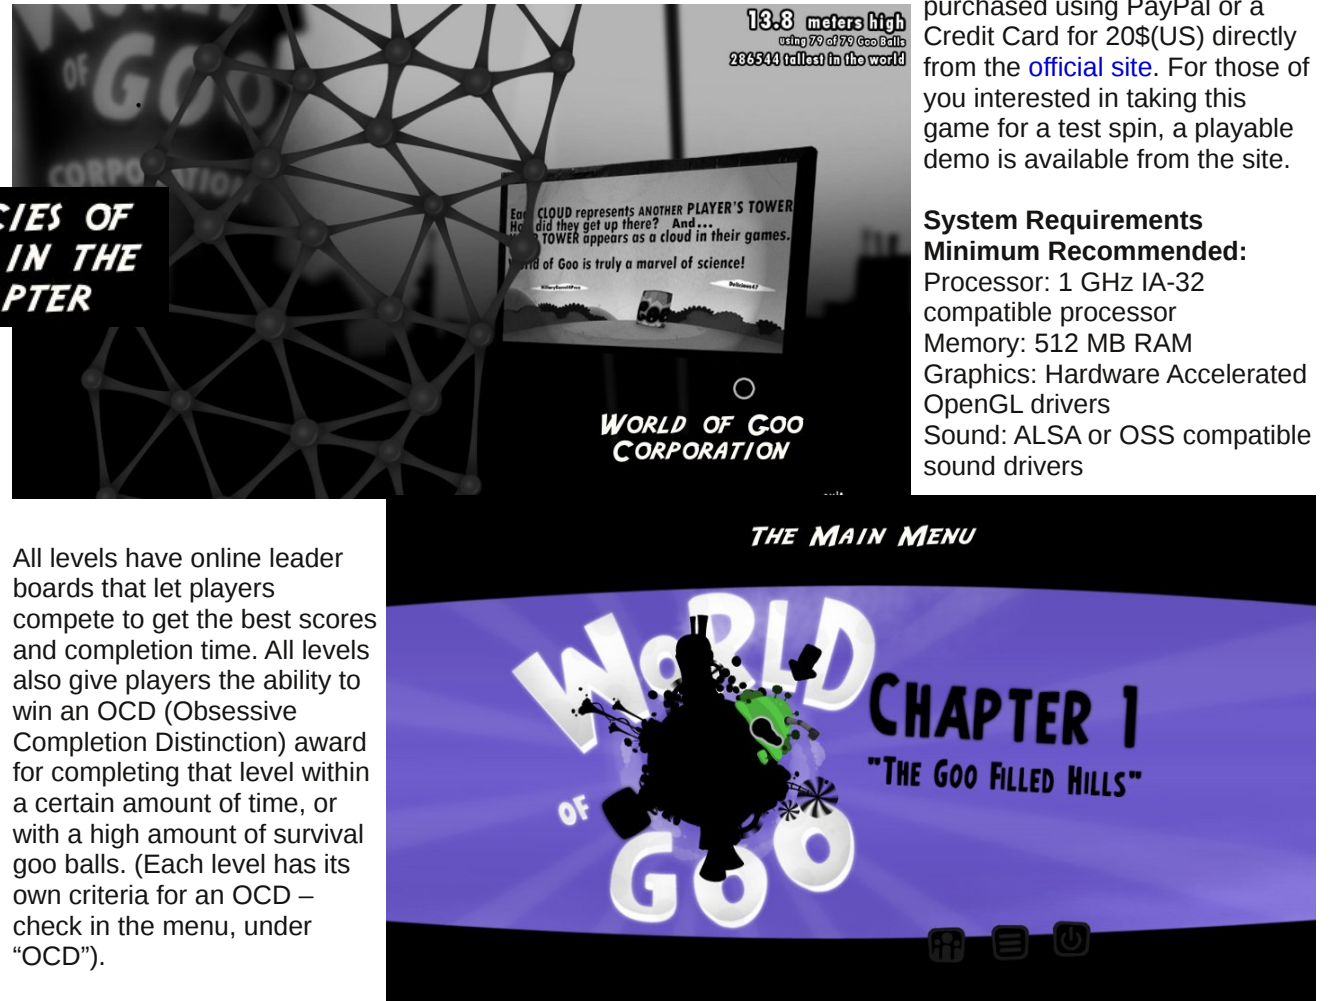 WORLD
OF GOO
CORPORATION
13.8 meters high
using 79 of 79 Goo Balls
286544 tallest in the world
CIES OF
IN THE
PTER
Each CLOUD represents ANOTHER PLAYER'S TOWER
How did they get up there? And...
TOWER appears as a cloud in their games.
World of Goo is truly a marvel of science!
GOO
WORLD OF GOO
CORPORATION
purchased using PayPal or a
Credit Card for 20$(US) directly
from the official site. For those of
you interested in taking this
game for a test spin, a playable
demo is available from the site.
System Requirements
Minimum Recommended:
Processor: 1 GHz IA-32
compatible processor
Memory: 512 MB RAM
Graphics: Hardware Accelerated
OpenGL drivers
Sound: ALSA or OSS compatible
sound drivers
All levels have online leader
boards that let players
compete to get the best scores
and completion time. All levels
also give players the ability to
win an OCD (Obsessive
Completion Distinction) award
for completing that level within
a certain amount of time, or
with a high amount of survival
goo balls. (Each level has its
own criteria for an OCD –
check in the menu, under
“OCD”).
THE MAIN MENU
WORLD
OF
GOO
CHAPTER 1
"THE GOO FILLED HILLS"